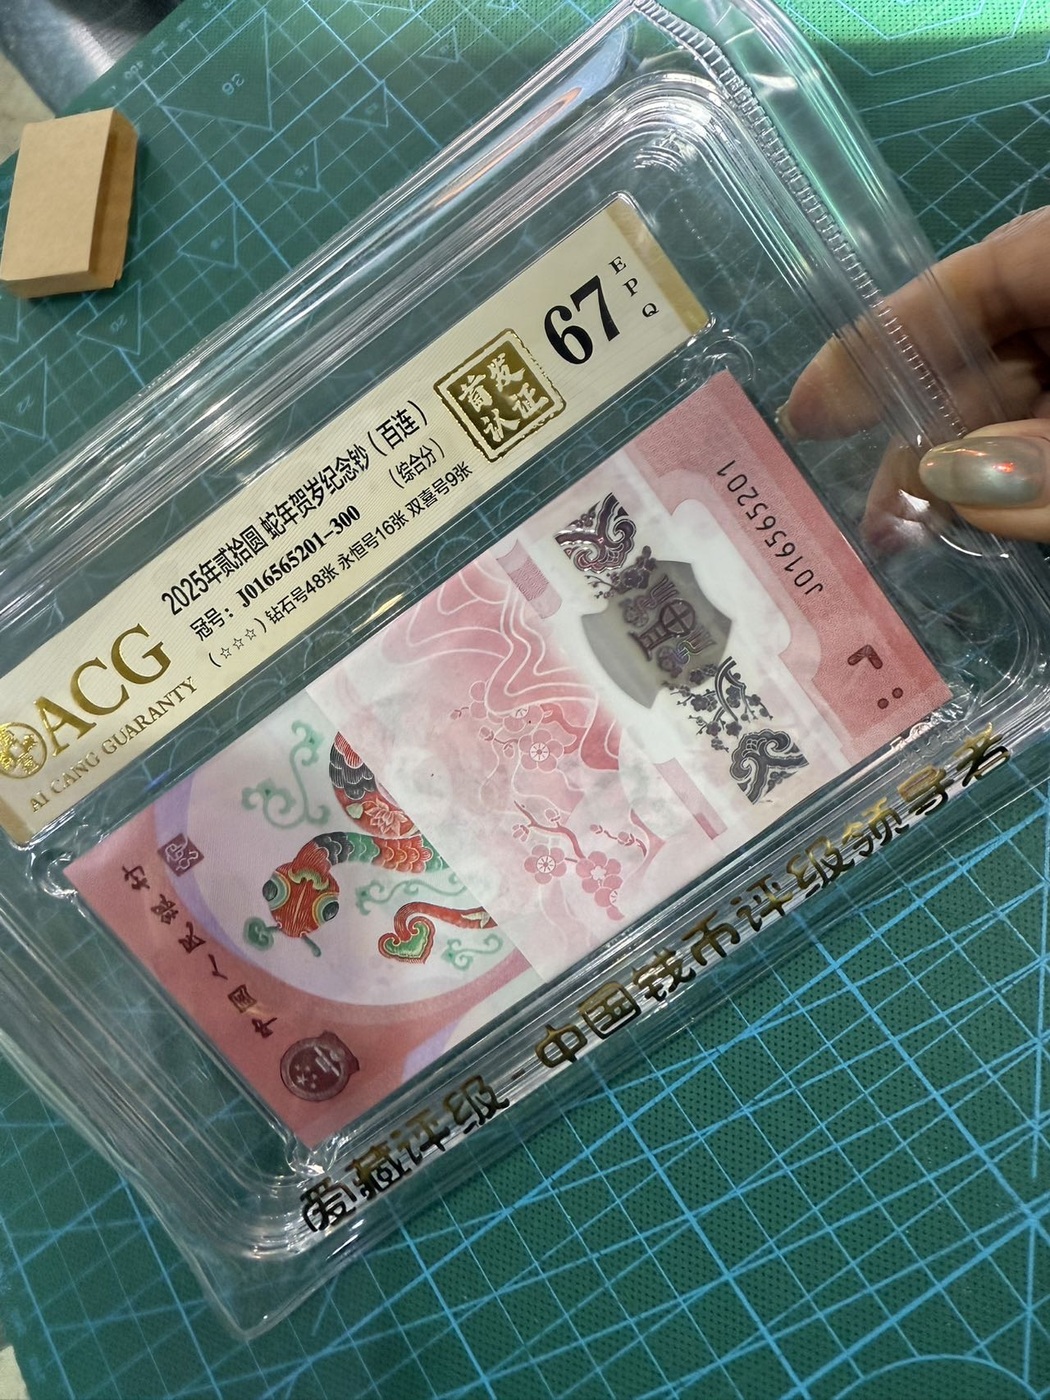 ACG
AI CANG GUARANTY
2025年贰拾圆 蛇年贺岁纪念钞（百连）
冠号：J016565201-300
（综合分）
（☆☆☆）钻石号48张 永恒号16张 双喜号9张
首发
认证
67
EPQ
J016565201
中国人民银行
爱藏评级·中国钱币评级领导者